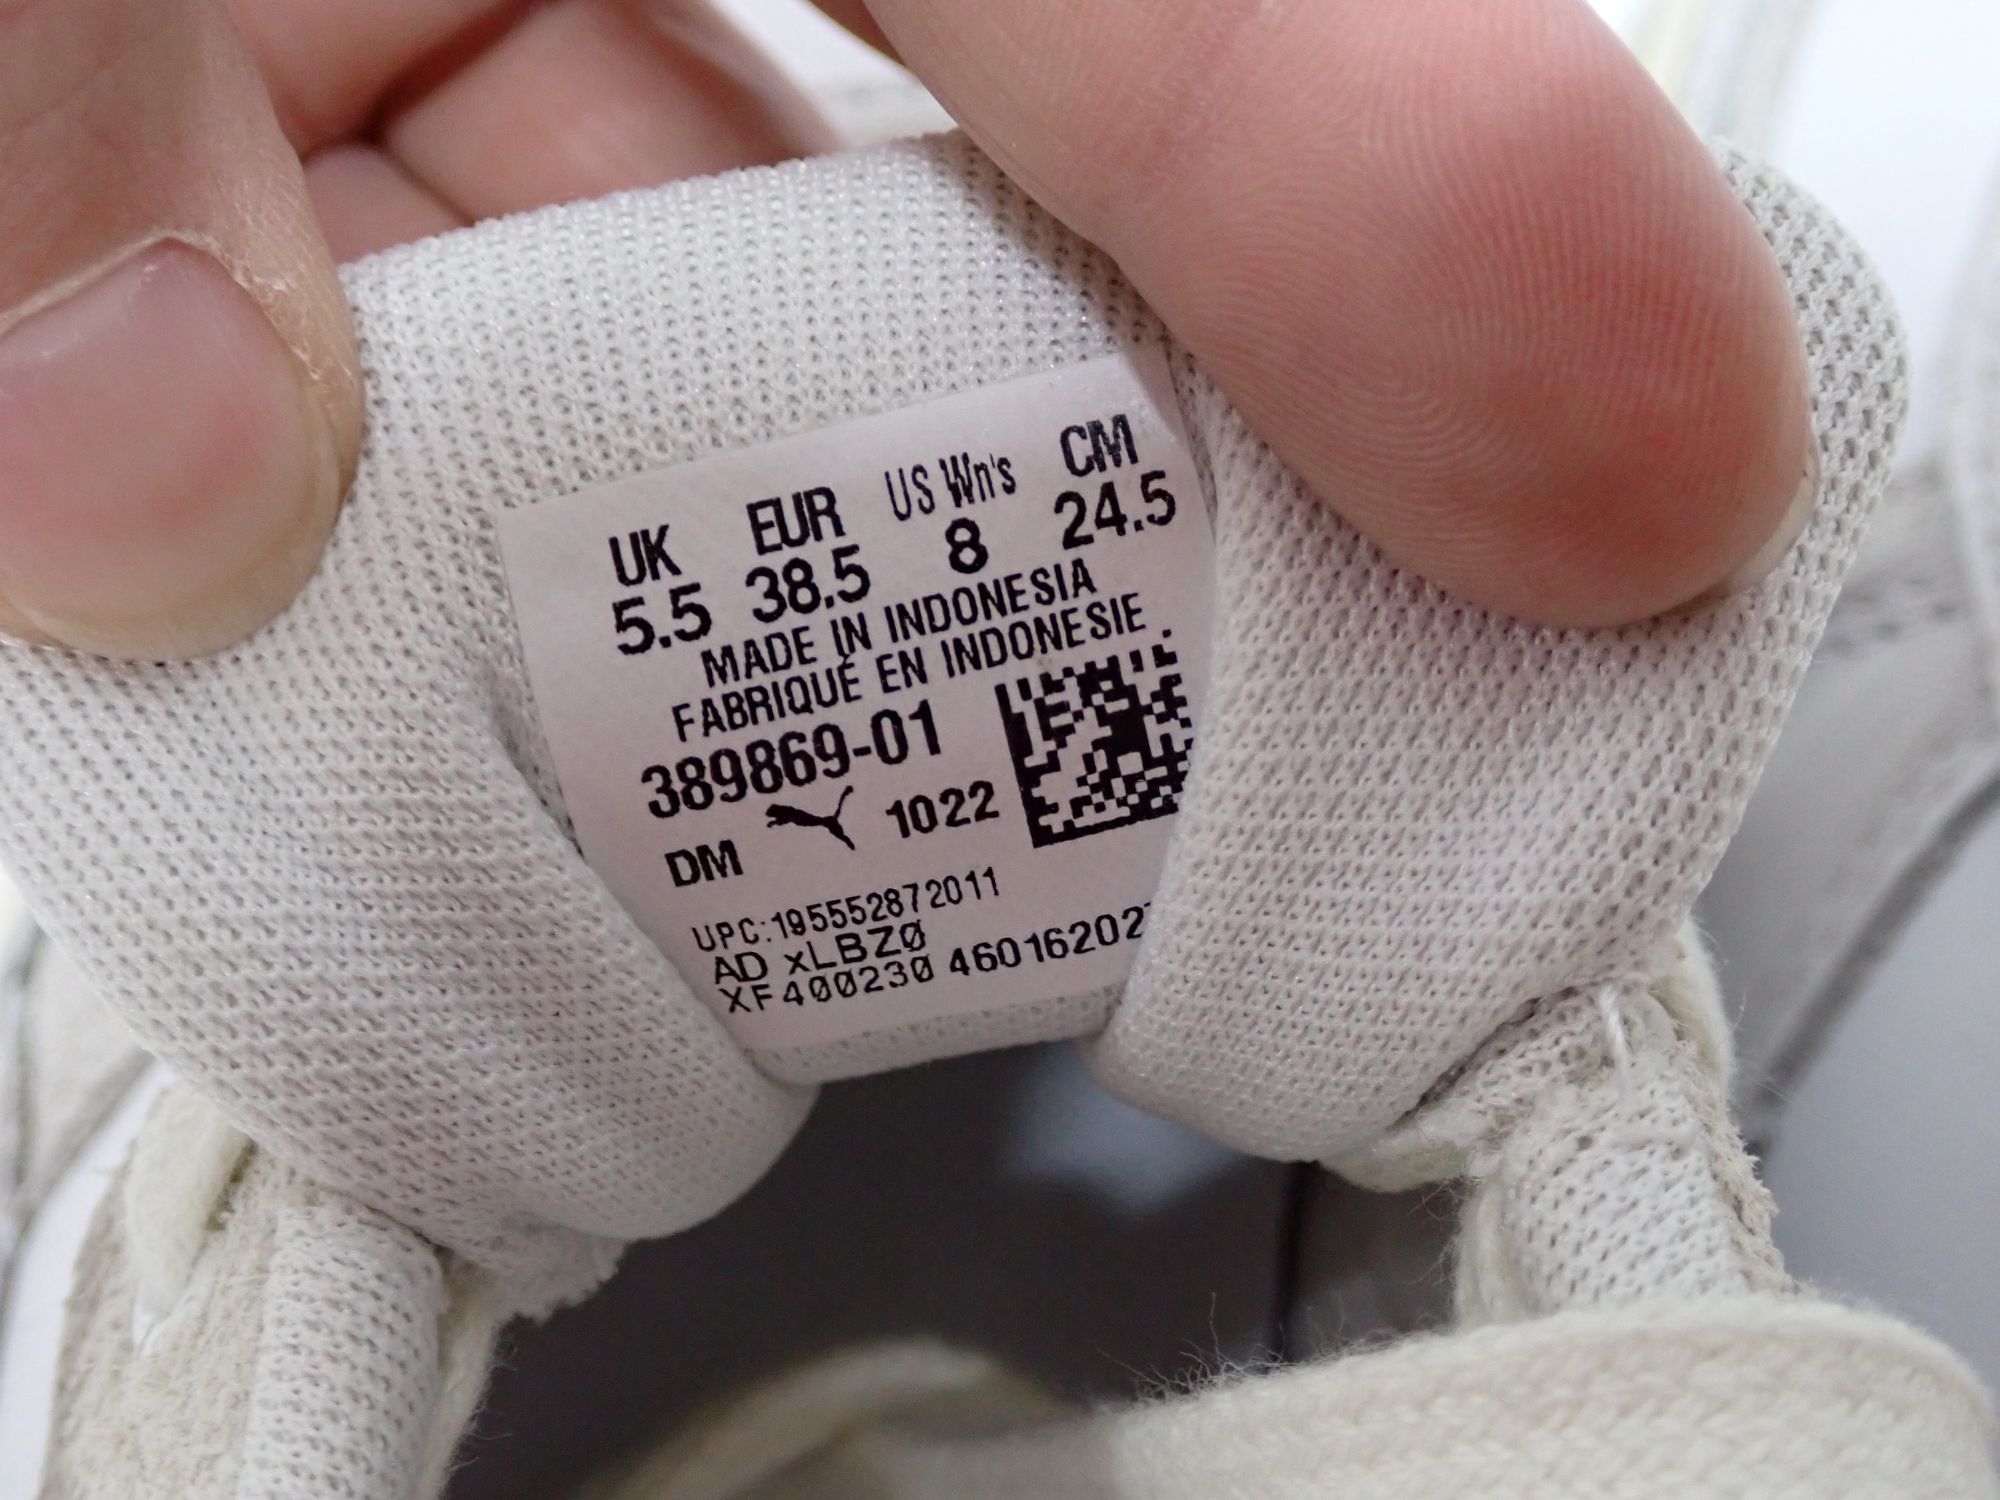 UK EUR US Wn's CM
5.5 38.5 8 24.5
MADE IN INDONESIA
FABRIQUÉ EN INDONESIE
389869-01
DM 1022
UPC:195552872011
AD xLBZØ
XF400230 46016202